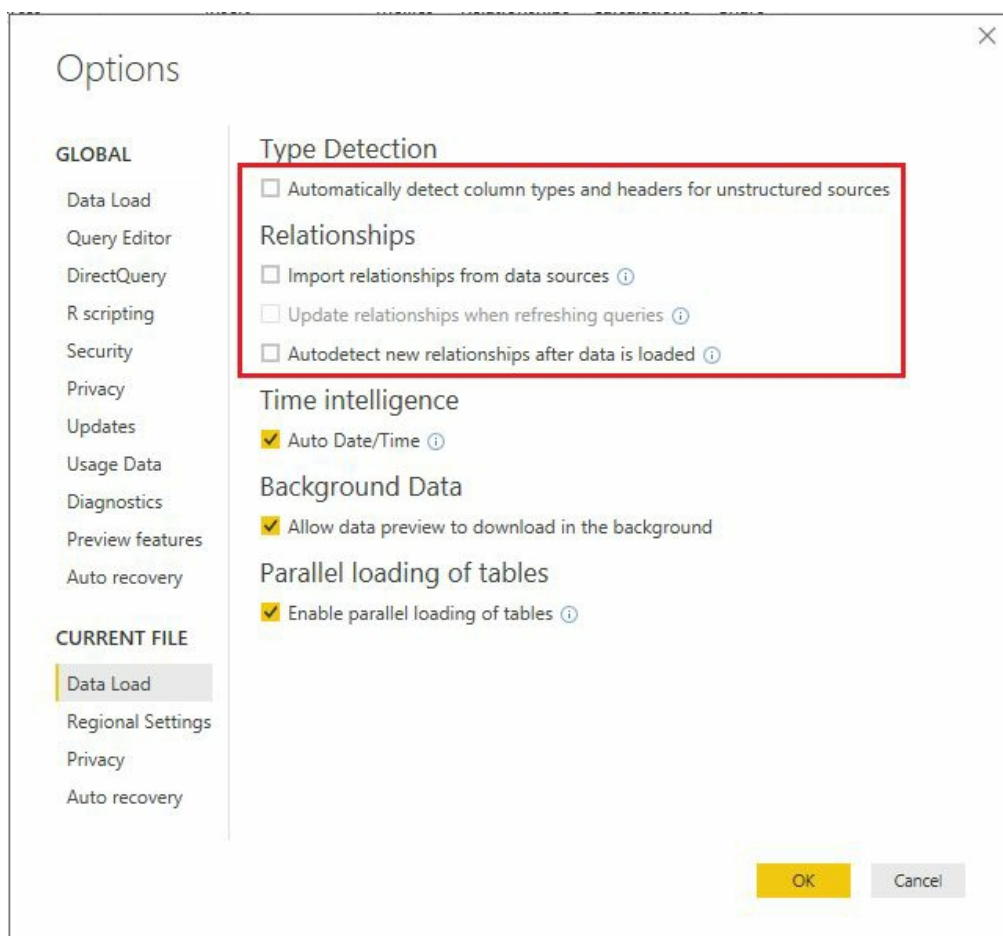 Options
GLOBAL
Data Load
Query Editor
DirectQuery
R scripting
Security
Privacy
Updates
Usage Data
Diagnostics
Preview features
Auto recovery
CURRENT FILE
Data Load
Regional Settings
Privacy
Auto recovery
Type Detection
Automatically detect column types and headers for unstructured sources
Relationships
Import relationships from data sources
Update relationships when refreshing queries
Autodetect new relationships after data is loaded
Time intelligence
Auto Date/Time
Background Data
Allow data preview to download in the background
Parallel loading of tables
Enable parallel loading of tables
OK
Cancel